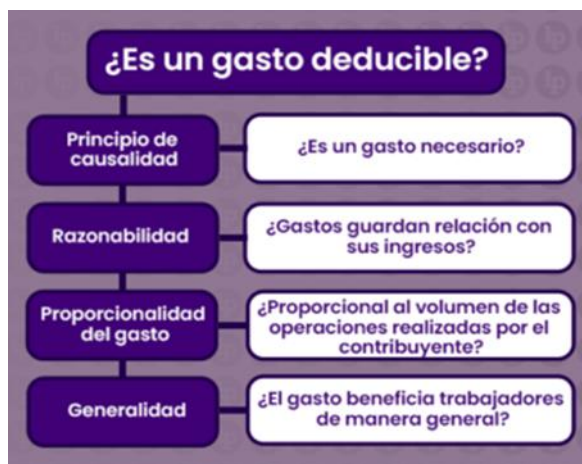 ¿Es un gasto deducible?
Principio de
causalidad
¿Es un gasto necesario?
Razonabilidad
¿Gastos guardan relación con
sus ingresos?
Proporcionalidad
del gasto
¿Proporcional al volumen de las
operaciones realizadas por el
contribuyente?
Generalidad
¿El gasto beneficia trabajadores
de manera general?